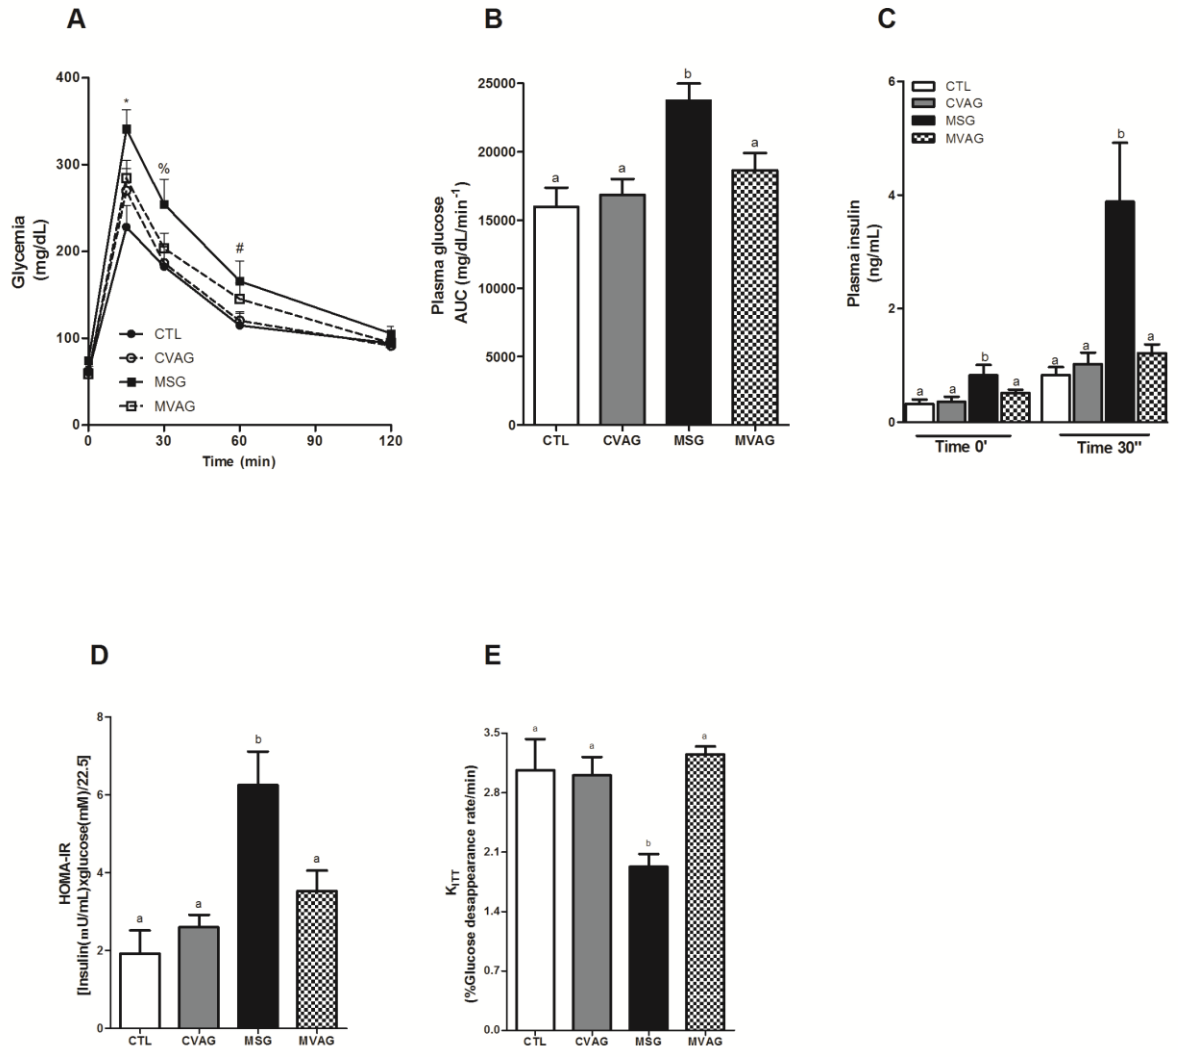 A
Glycemia
(mg/dL)
400
300
200
100
0
*
%
#
CTL
CVAG
MSG
MVAG
0
30
60
90
120
Time (min)
B
Plasma glucose
AUC (mg/dL/min⁻¹)
25000
20000
15000
10000
5000
0
a
a
b
a
CTL
CVAG
MSG
MVAG
C
Plasma insulin
(ng/mL)
6
4
2
0
CTL
CVAG
MSG
MVAG
a
a
b
a
a
a
b
a
Time 0'
Time 30"
D
HOMA-IR
[Insulin(mU/mL)xglucose(mM)/22.5]
8
6
4
2
0
a
a
b
a
CTL
CVAG
MSG
MVAG
E
KITT
(%Glucose desappearance rate/min)
3.5
2.8
2.1
1.4
0.7
0.0
a
a
b
a
CTL
CVAG
MSG
MVAG